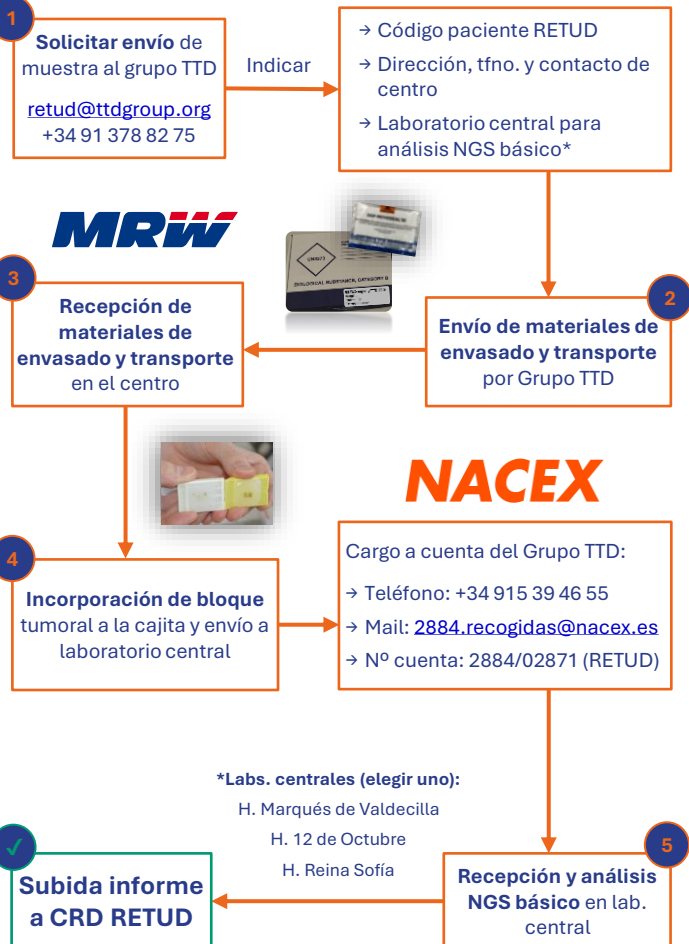 1
Solicitar envío de
muestra al grupo TTD
retud@ttdgroup.org
+34 91 378 82 75
Indicar
→ Código paciente RETUD
→ Dirección, tfno. y contacto de
centro
→ Laboratorio central para
análisis NGS básico*
MRW
UN3373
BIOLOGICAL SUBSTANCE, CATEGORY B
2
Envío de materiales de
envasado y transporte
por Grupo TTD
3
Recepción de
materiales de
envasado y transporte
en el centro
NACEX
4
Incorporación de bloque
tumoral a la cajita y envío a
laboratorio central
Cargo a cuenta del Grupo TTD:
→ Teléfono: +34 915 39 46 55
→ Mail: 2884.recogidas@nacex.es
→ Nº cuenta: 2884/02871 (RETUD)
*Labs. centrales (elegir uno):
H. Marqués de Valdecilla
H. 12 de Octubre
H. Reina Sofía
5
Recepción y análisis
NGS básico en lab.
central
✓
Subida informe
a CRD RETUD